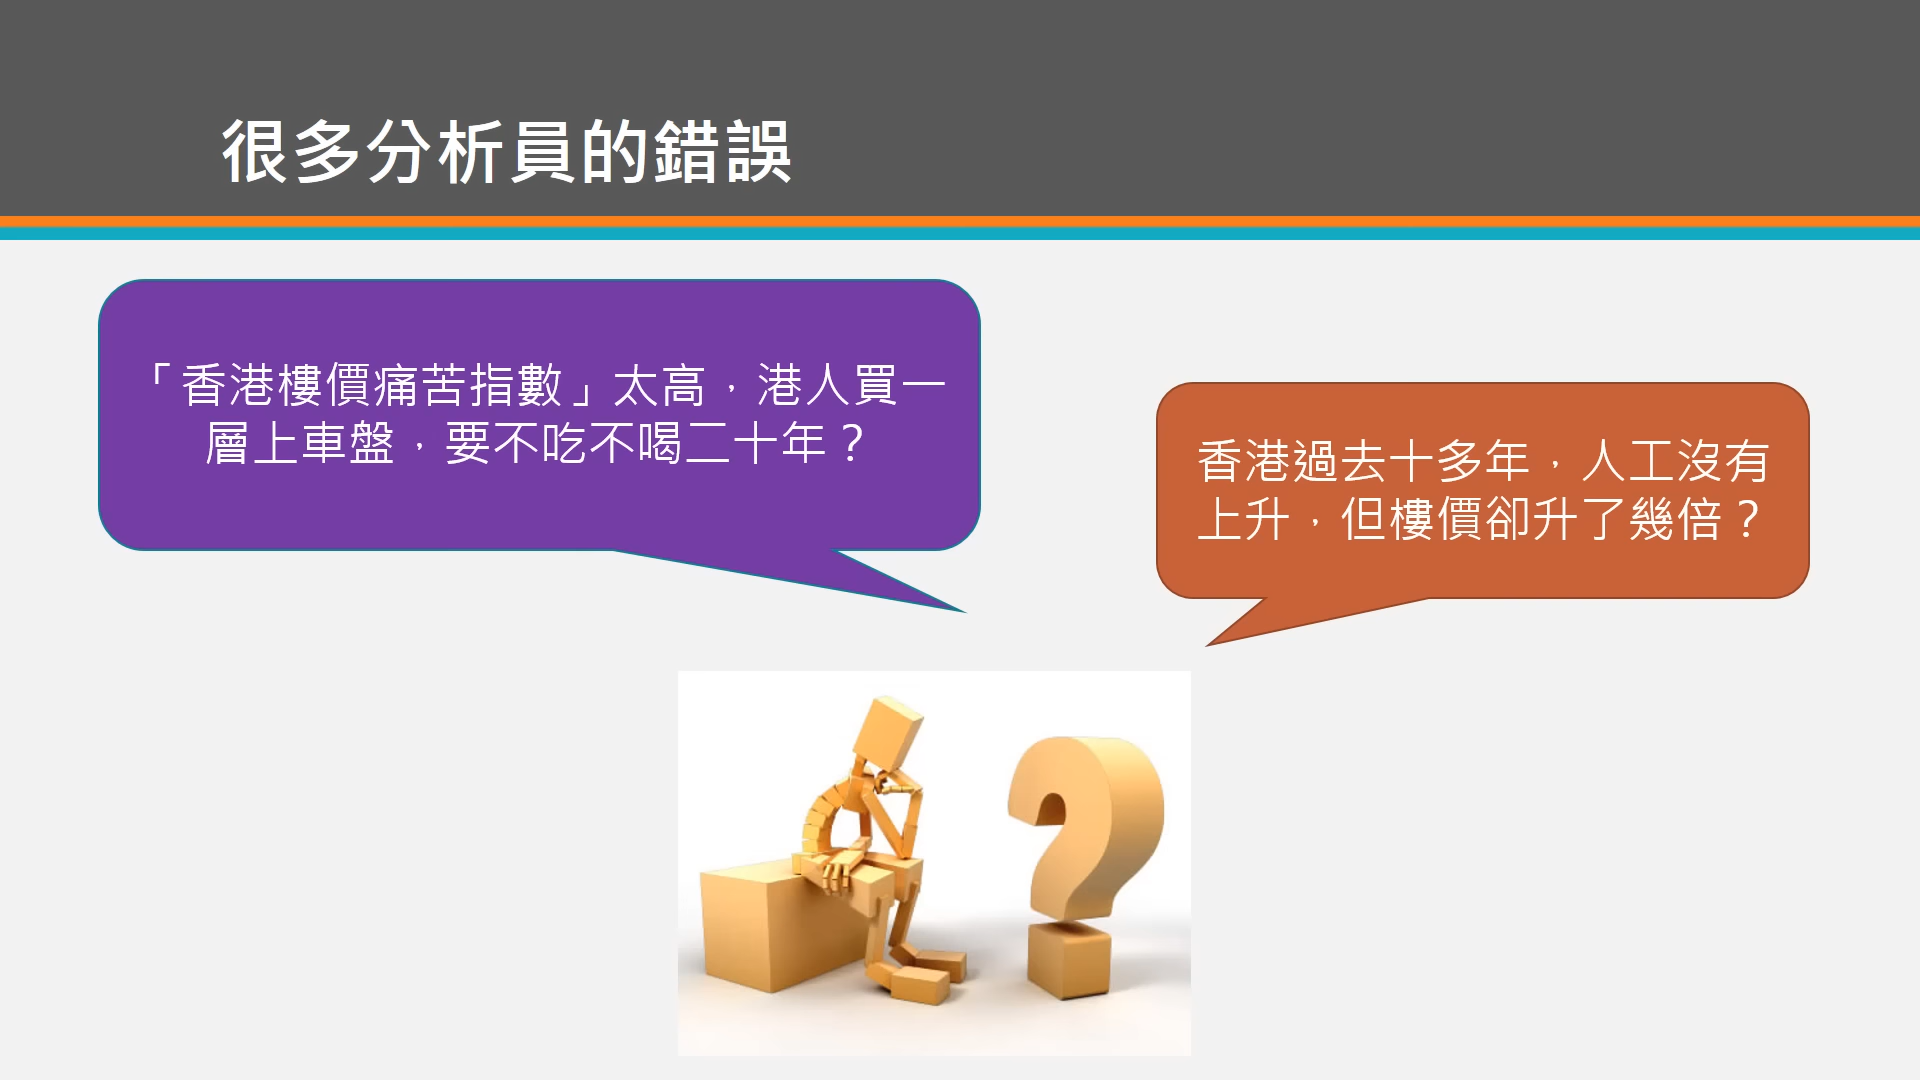 很多分析員的錯誤
「香港樓價痛苦指數」太高，港人買一
層上車盤，要不吃不喝二十年？
香港過去十多年，人工沒有
上升，但樓價卻升了幾倍？